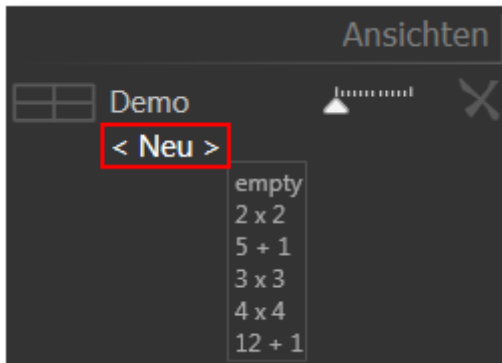 Ansichten
Demo
< Neu >
empty
2 x 2
5 + 1
3 x 3
4 x 4
12 + 1